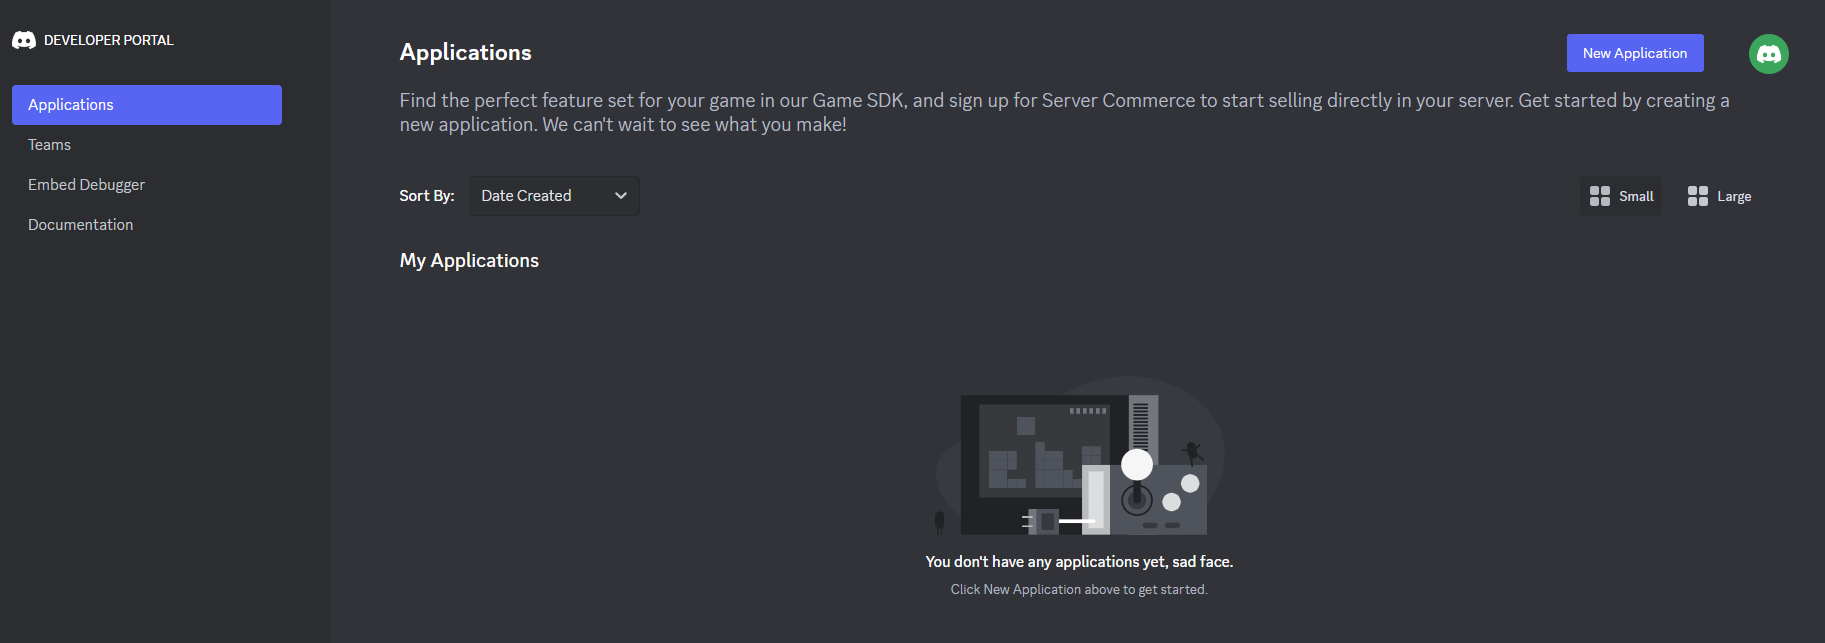 DEVELOPER PORTAL
Applications
Teams
Embed Debugger
Documentation
Applications
New Application
Find the perfect feature set for your game in our Game SDK, and sign up for Server Commerce to start selling directly in your server. Get started by creating a
new application. We can't wait to see what you make!
Sort By: Date Created
Small Large
My Applications
You don't have any applications yet, sad face.
Click New Application above to get started.